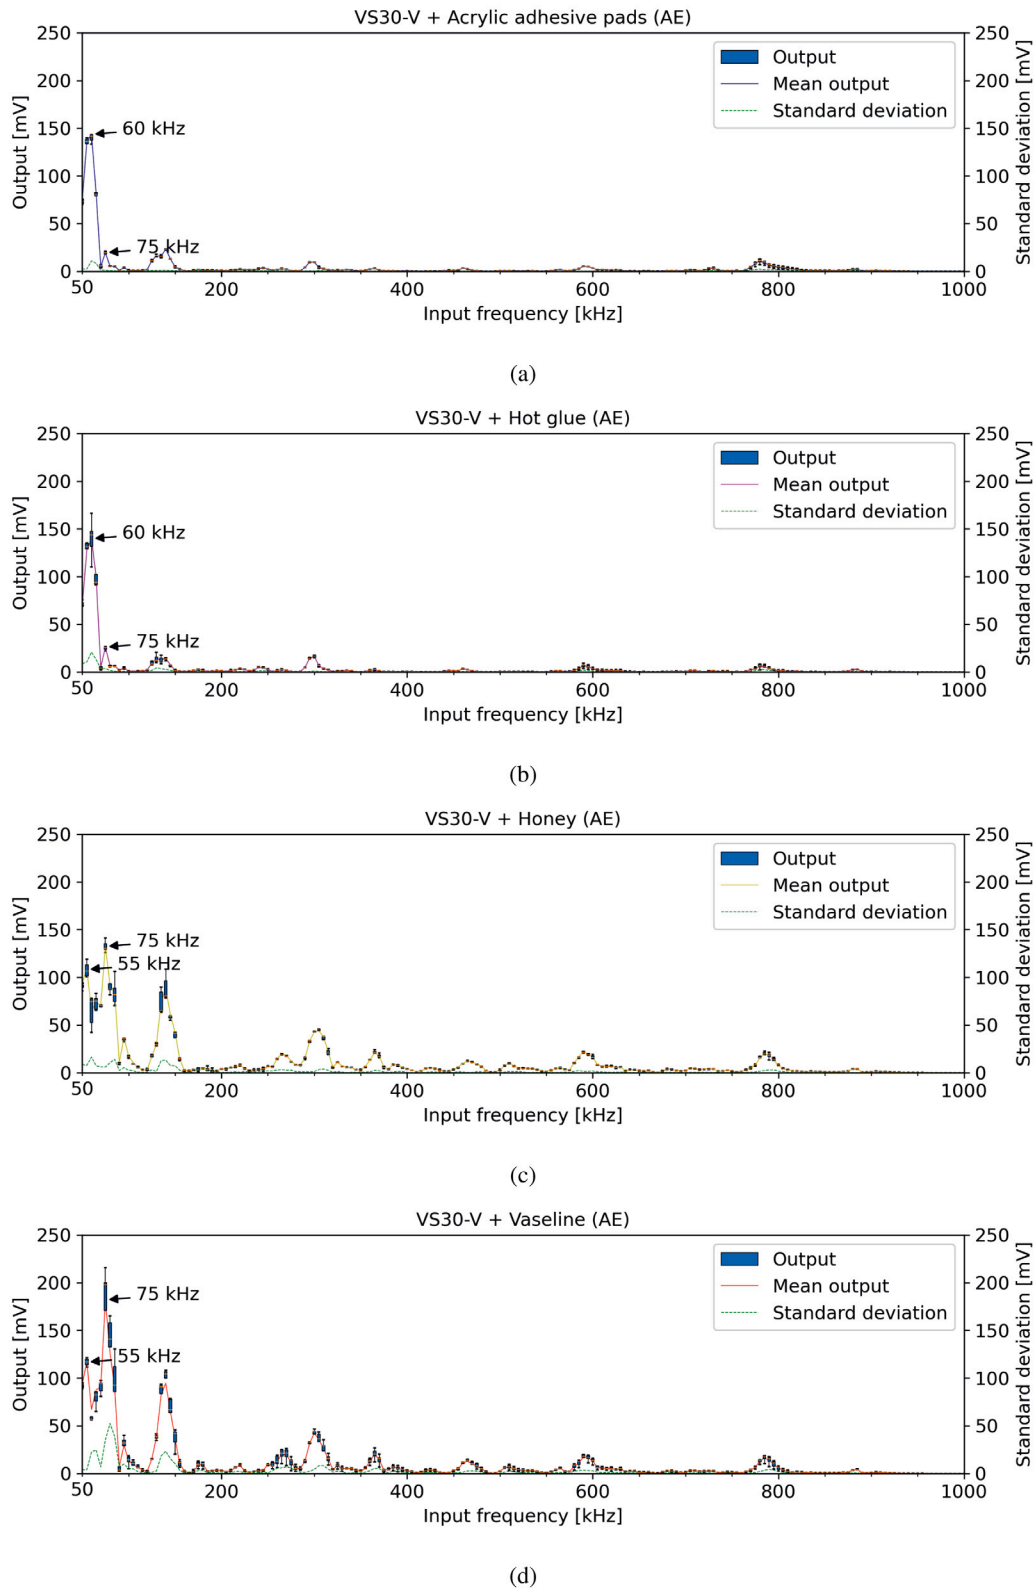 VS30-V + Acrylic adhesive pads (AE)
250 250
Output
200 Mean output 200
Standard deviation
150 60 kHz 150
100 100
50 75 kHz 50
0 0
Output [mV]
Standard deviation [mV]
50 200 400 600 800 1000
Input frequency [kHz]
(a)
VS30-V + Hot glue (AE)
250 250
Output
200 Mean output 200
Standard deviation
150 60 kHz 150
100 100
50 75 kHz 50
0 0
Output [mV]
Standard deviation [mV]
50 200 400 600 800 1000
Input frequency [kHz]
(b)
VS30-V + Honey (AE)
250 250
Output
200 Mean output 200
Standard deviation
150 75 kHz 150
55 kHz
100 100
50 50
0 0
Output [mV]
Standard deviation [mV]
50 200 400 600 800 1000
Input frequency [kHz]
(c)
VS30-V + Vaseline (AE)
250 250
Output
200 Mean output 200
75 kHz
Standard deviation
150 150
55 kHz
100 100
50 50
0 0
Output [mV]
Standard deviation [mV]
50 200 400 600 800 1000
Input frequency [kHz]
(d)